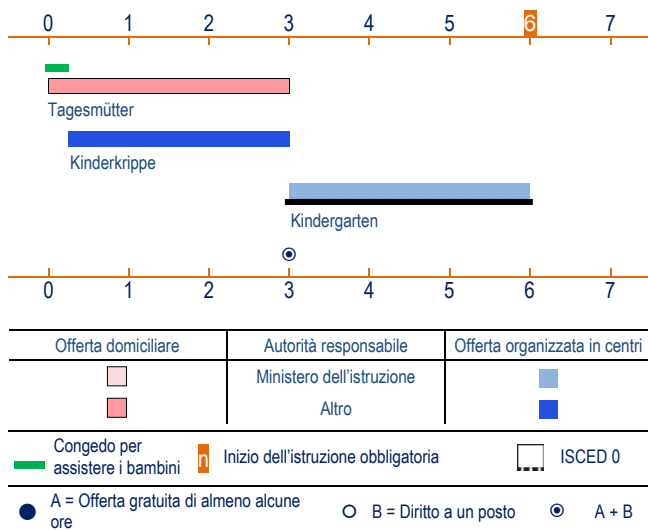 0 1 2 3 4 5 6 7
Tagesmütter
Kinderkrippe
Kindergarten
0 1 2 3 4 5 6 7
Offerta domiciliare Autorità responsabile Offerta organizzata in centri
Ministero dell'istruzione
Altro
Congedo per
assistere i bambini
n Inizio dell'istruzione obbligatoria
ISCED 0
A = Offerta gratuita di almeno alcune
ore
B = Diritto a un posto
A + B